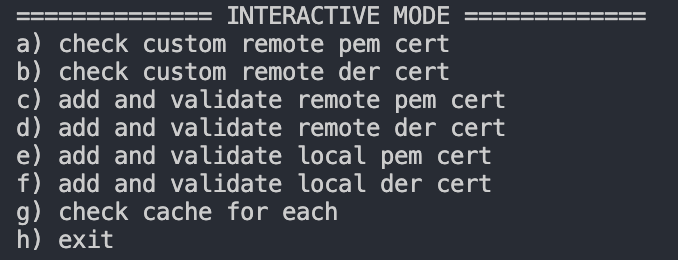 ============== INTERACTIVE MODE =============
a) check custom remote pem cert
b) check custom remote der cert
c) add and validate remote pem cert
d) add and validate remote der cert
e) add and validate local pem cert
f) add and validate local der cert
g) check cache for each
h) exit